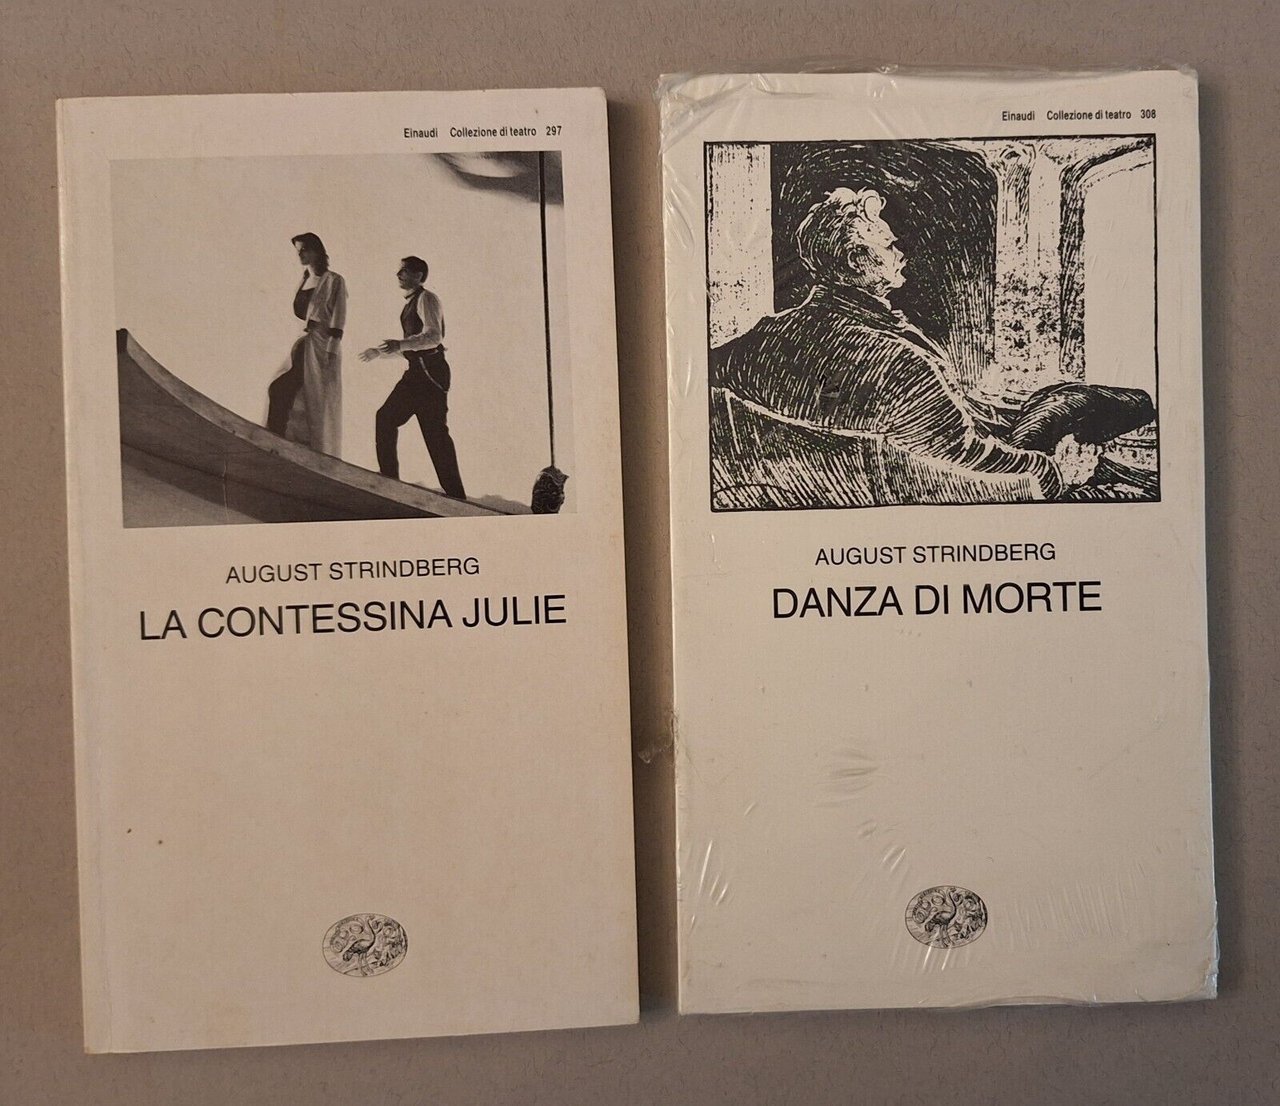 Einaudi Collezione di teatro 297
AUGUST STRINDBERG
LA CONTESSINA JULIE
Einaudi Collezione di teatro 308
AUGUST STRINDBERG
DANZA DI MORTE